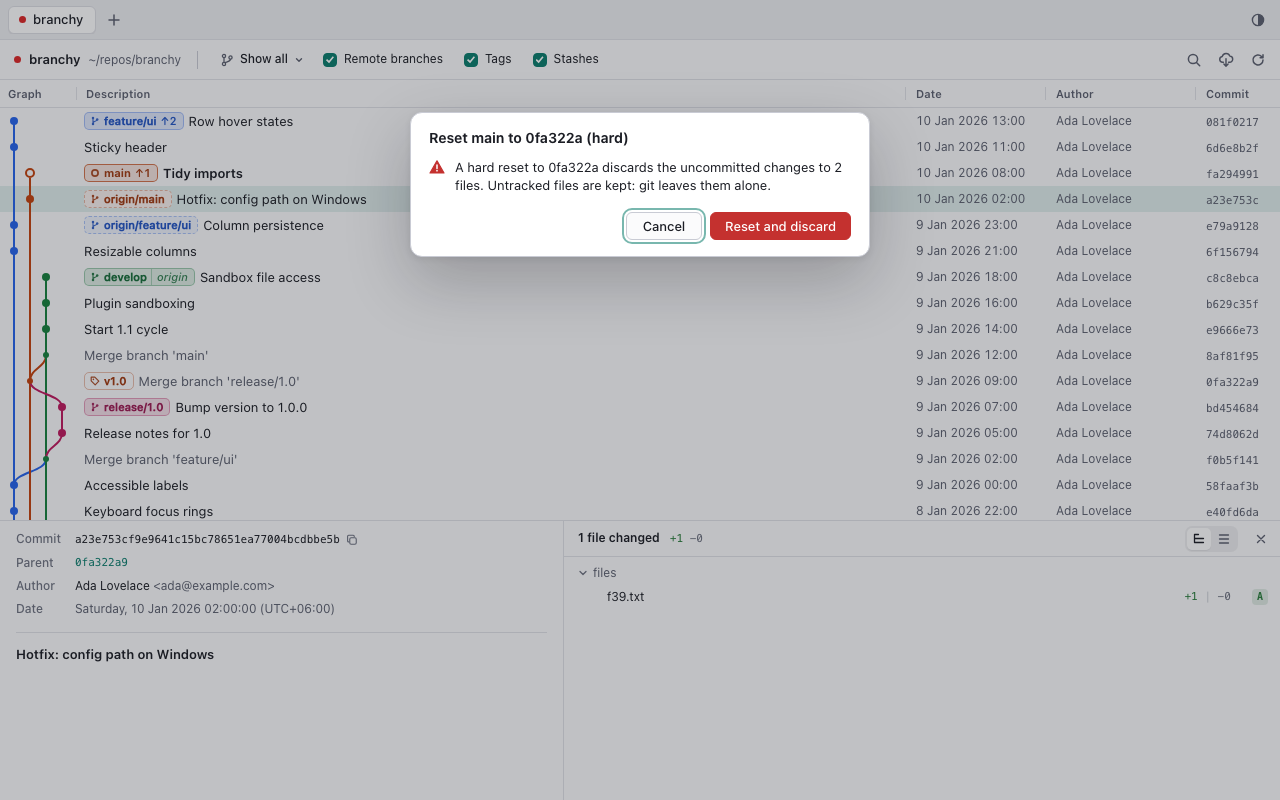 branchy
branchy ~/repos/branchy Show all Remote branches Tags Stashes
Graph Description Date Author Commit
feature/ui ↑2 Row hover states 10 Jan 2026 13:00 Ada Lovelace 081f0217
Sticky header 10 Jan 2026 11:00 Ada Lovelace 6d6e8b2f
main ↑1 Tidy imports 10 Jan 2026 08:00 Ada Lovelace fa294991
origin/main Hotfix: config path on Windows 10 Jan 2026 02:00 Ada Lovelace a23e753c
origin/feature/ui Column persistence 9 Jan 2026 23:00 Ada Lovelace e79a9128
Resizable columns 9 Jan 2026 21:00 Ada Lovelace 6f156794
develop origin Sandbox file access 9 Jan 2026 18:00 Ada Lovelace c8c8ebca
Plugin sandboxing 9 Jan 2026 16:00 Ada Lovelace b629c35f
Start 1.1 cycle 9 Jan 2026 14:00 Ada Lovelace e9666e73
Merge branch 'main' 9 Jan 2026 12:00 Ada Lovelace 8af81f95
v1.0 Merge branch 'release/1.0' 9 Jan 2026 09:00 Ada Lovelace 0fa322a9
release/1.0 Bump version to 1.0.0 9 Jan 2026 07:00 Ada Lovelace bd454684
Release notes for 1.0 9 Jan 2026 05:00 Ada Lovelace 74d8062d
Merge branch 'feature/ui' 9 Jan 2026 02:00 Ada Lovelace f0b5f141
Accessible labels 9 Jan 2026 00:00 Ada Lovelace 58faaf3b
Keyboard focus rings 8 Jan 2026 22:00 Ada Lovelace e40fd6da
Reset main to 0fa322a (hard)
A hard reset to 0fa322a discards the uncommitted changes to 2
files. Untracked files are kept: git leaves them alone.
Cancel Reset and discard
Commit a23e753cf9e9641c15bc78651ea77004bcdbbe5b
Parent 0fa322a9
Author Ada Lovelace <ada@example.com>
Date Saturday, 10 Jan 2026 02:00:00 (UTC+06:00)
Hotfix: config path on Windows
1 file changed +1 −0
files
f39.txt +1 | −0 A